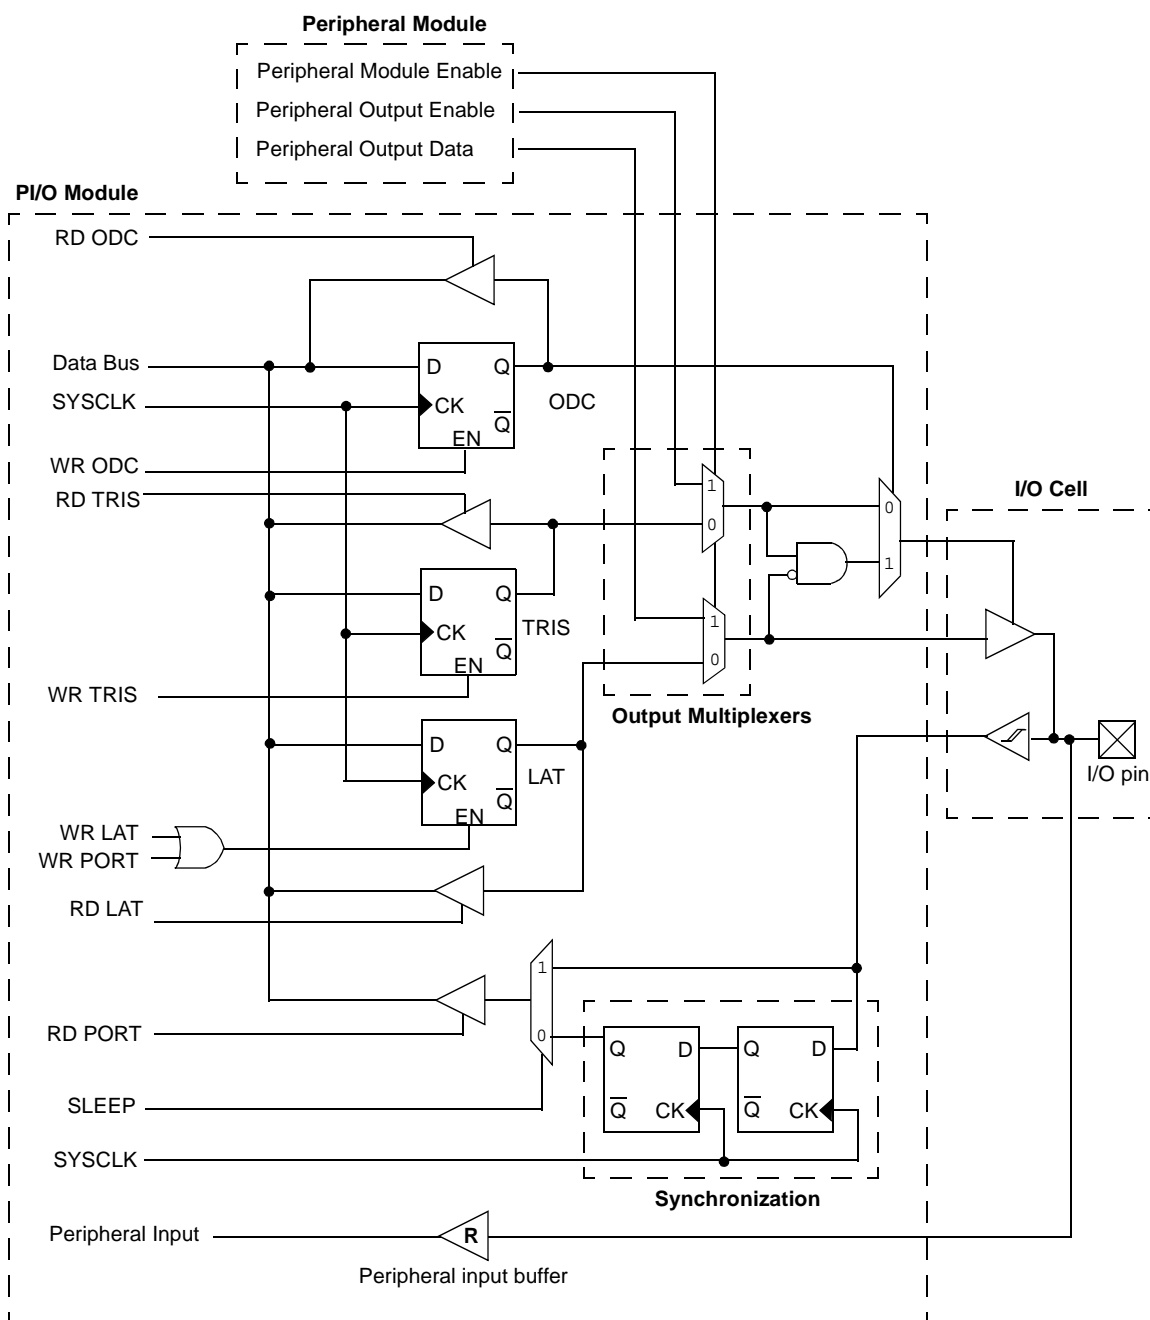 Peripheral Module
Peripheral Module Enable
Peripheral Output Enable
Peripheral Output Data
PI/O Module
RD ODC
Data Bus
D
Q
SYSCLK
CK
ODC
Q
EN
WR ODC
RD TRIS
1
0
I/O Cell
0
1
D
Q
CK
TRIS
Q
EN
1
0
WR TRIS
Output Multiplexers
D
Q
CK
LAT
Q
EN
I/O pin
WR LAT
WR PORT
RD LAT
1
0
RD PORT
Q
D
Q
D
Q
CK
Q
CK
SLEEP
SYSCLK
Synchronization
Peripheral Input
R
Peripheral input buffer